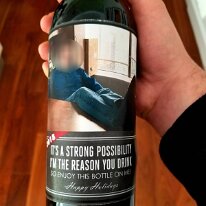 IT'S A STRONG POSSIBILITY
I'M THE REASON YOU DRINK
SO ENJOY THIS BOTTLE ON ME!
Happy Holidays